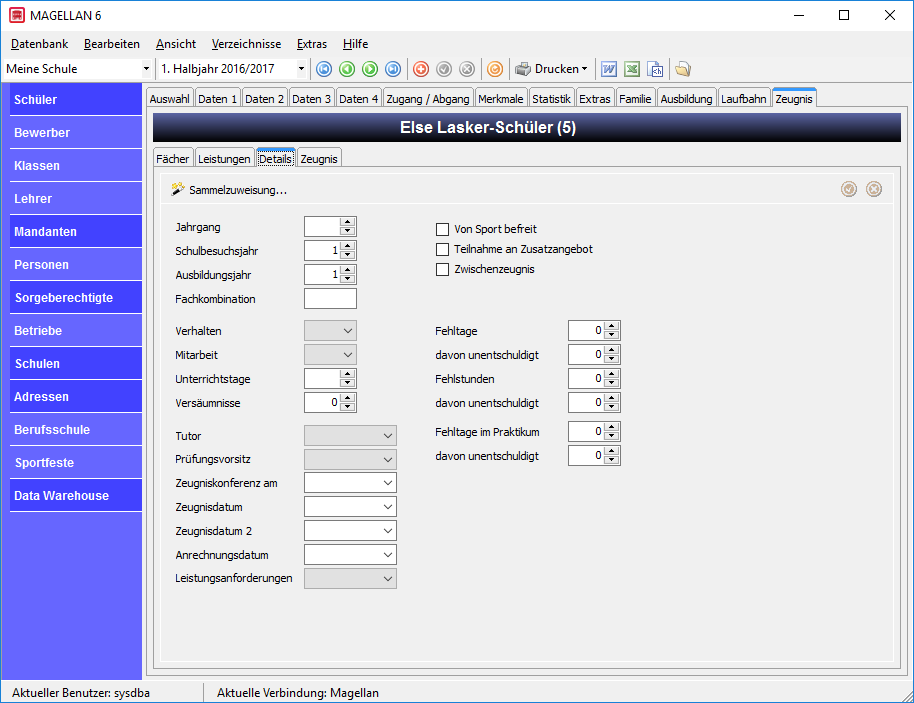 MAGELLAN 6
Datenbank Bearbeiten Ansicht Verzeichnisse Extras Hilfe
Meine Schule 1. Halbjahr 2016/2017 Drucken
Schüler
Bewerber
Klassen
Lehrer
Mandanten
Personen
Sorgeberechtigte
Betriebe
Schulen
Adressen
Berufsschule
Sportfeste
Data Warehouse
Auswahl Daten 1 Daten 2 Daten 3 Daten 4 Zugang / Abgang Merkmale Statistik Extras Familie Ausbildung Laufbahn Zeugnis
Else Lasker-Schüler (5)
Fächer Leistungen Details Zeugnis
Sammelzuweisung...
Jahrgang
Schulbesuchsjahr 1
Ausbildungsjahr 1
Fachkombination
Verhalten
Mitarbeit
Unterrichtstage
Versäumnisse 0
Tutor
Prüfungsvorsitz
Zeugniskonferenz am
Zeugnisdatum
Zeugnisdatum 2
Anrechnungsdatum
Leistungsanforderungen
Von Sport befreit
Teilnahme an Zusatzangebot
Zwischenzeugnis
Fehltage 0
davon unentschuldigt 0
Fehlstunden 0
davon unentschuldigt 0
Fehltage im Praktikum 0
davon unentschuldigt 0
Aktueller Benutzer: sysdba Aktuelle Verbindung: Magellan